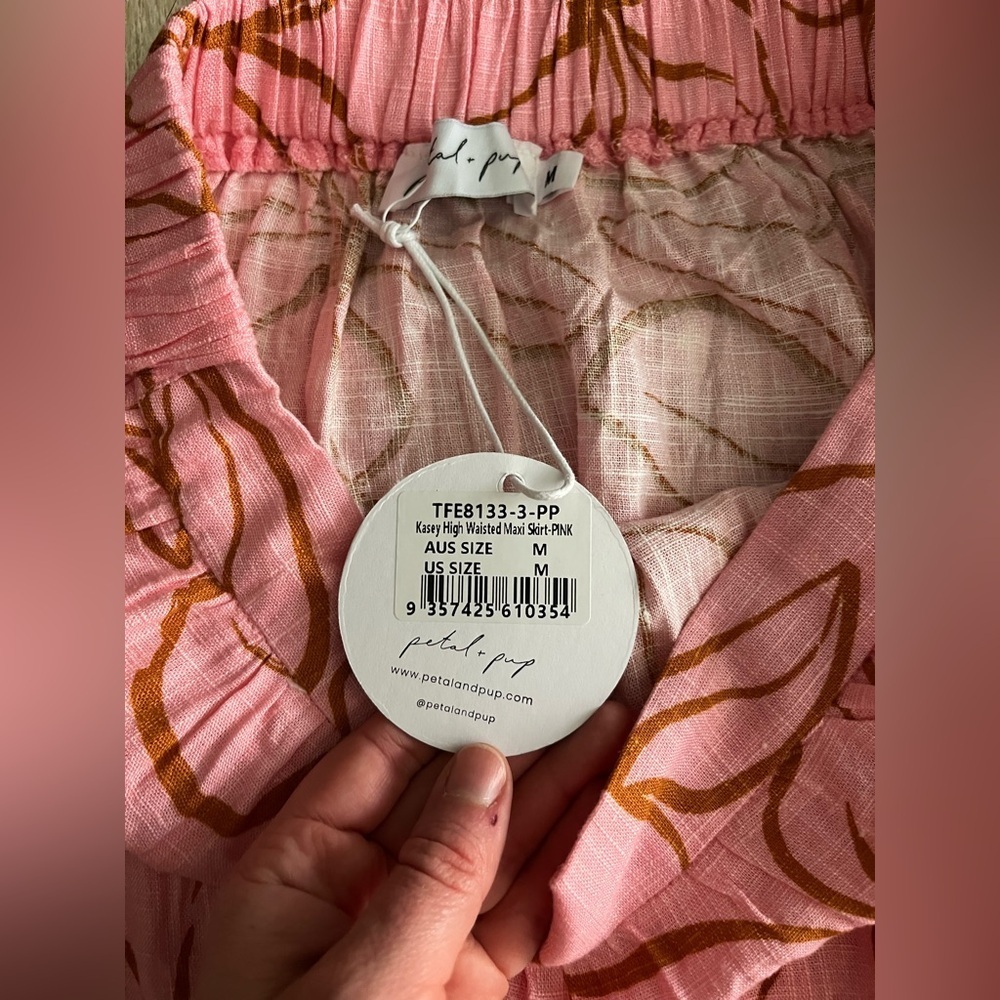 tal + pup
M
TFE8133-3-PP
Kasey High Waisted Maxi Skirt-PINK
AUS SIZE M
US SIZE M
9 357425 610354
petal + pup
www.petalandpup.com
@petalandpup